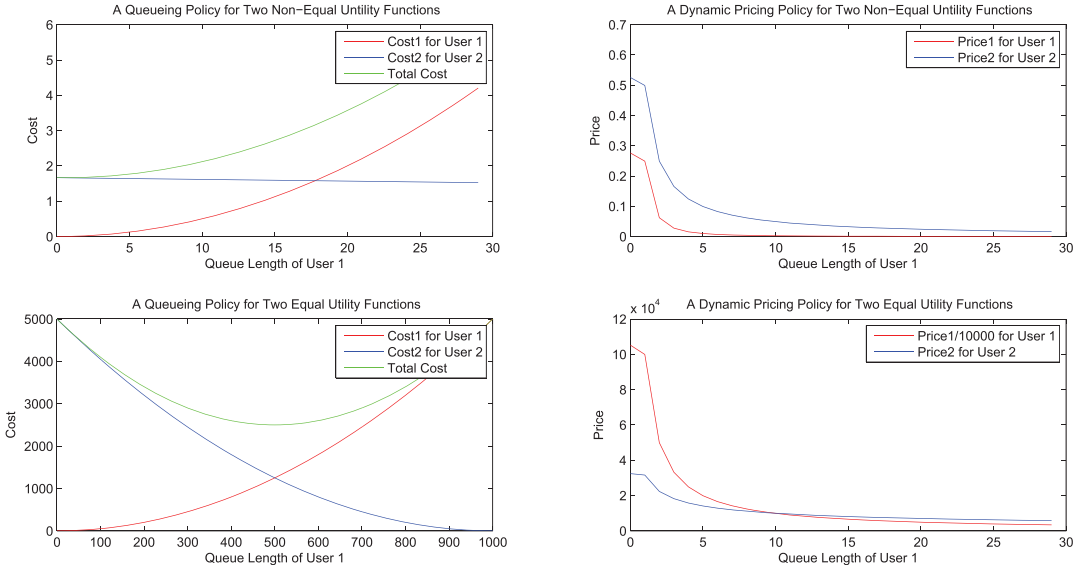 A Queueing Policy for Two Non−Equal Untility Functions
6
5
4
3
2
1
0
Cost
0 5 10 15 20 25 30
Queue Length of User 1
Cost1 for User 1
Cost2 for User 2
Total Cost
A Dynamic Pricing Policy for Two Non−Equal Untility Functions
0.7
0.6
0.5
0.4
0.3
0.2
0.1
0
Price
0 5 10 15 20 25 30
Queue Length of User 1
Price1 for User 1
Price2 for User 2
A Queueing Policy for Two Equal Utility Functions
5000
4000
3000
2000
1000
0
Cost
0 100 200 300 400 500 600 700 800 900 1000
Queue Length of User 1
Cost1 for User 1
Cost2 for User 2
Total Cost
A Dynamic Pricing Policy for Two Equal Utility Functions
x 10⁴
12
10
8
6
4
2
0
Price
0 5 10 15 20 25 30
Queue Length of User 1
Price1/10000 for User 1
Price2 for User 2